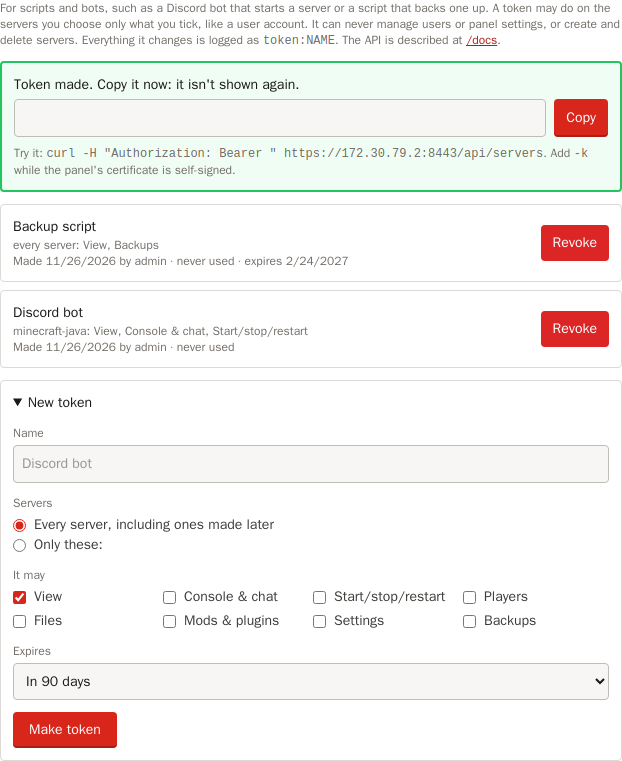 For scripts and bots, such as a Discord bot that starts a server or a script that backs one up. A token may do on the
servers you choose only what you tick, like a user account. It can never manage users or panel settings, or create and
delete servers. Everything it changes is logged as token:NAME. The API is described at /docs.
Token made. Copy it now: it isn't shown again.
Copy
Try it: curl -H "Authorization: Bearer " https://172.30.79.2:8443/api/servers. Add -k
while the panel's certificate is self-signed.
Backup script
every server: View, Backups
Made 11/26/2026 by admin · never used · expires 2/24/2027
Revoke
Discord bot
minecraft-java: View, Console & chat, Start/stop/restart
Made 11/26/2026 by admin · never used
Revoke
▼ New token
Name
Discord bot
Servers
Every server, including ones made later
Only these:
It may
View Console & chat Start/stop/restart Players
Files Mods & plugins Settings Backups
Expires
In 90 days
Make token